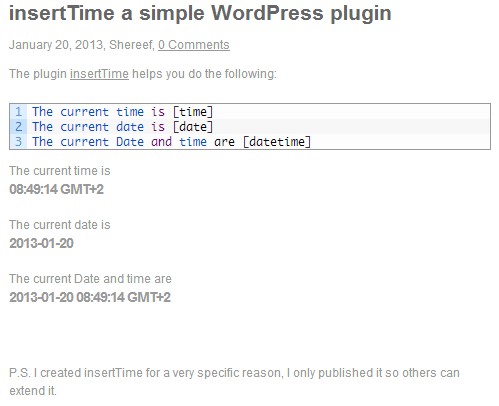 insertTime a simple WordPress plugin
January 20, 2013, Shereef, 0 Comments
The plugin insertTime helps you do the following:
1 The current time is [time]
2 The current date is [date]
3 The current Date and time are [datetime]
The current time is
08:49:14 GMT+2
The current date is
2013-01-20
The current Date and time are
2013-01-20 08:49:14 GMT+2
P.S. I created insertTime for a very specific reason, I only published it so others can
extend it.